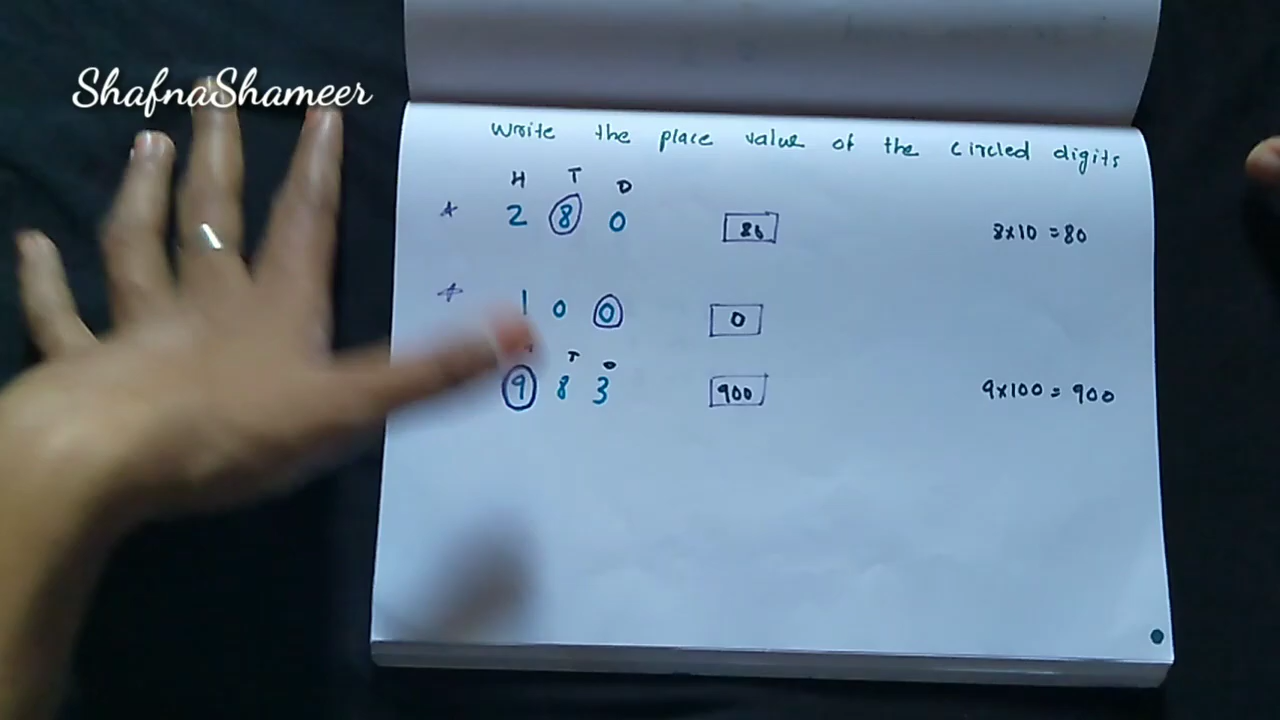 ShafnaShameer
Write the place value of the circled digits
H T O
2 8 0 80 8x10 = 80
1 0 0 0
T O
9 8 3 900 9x100 = 900